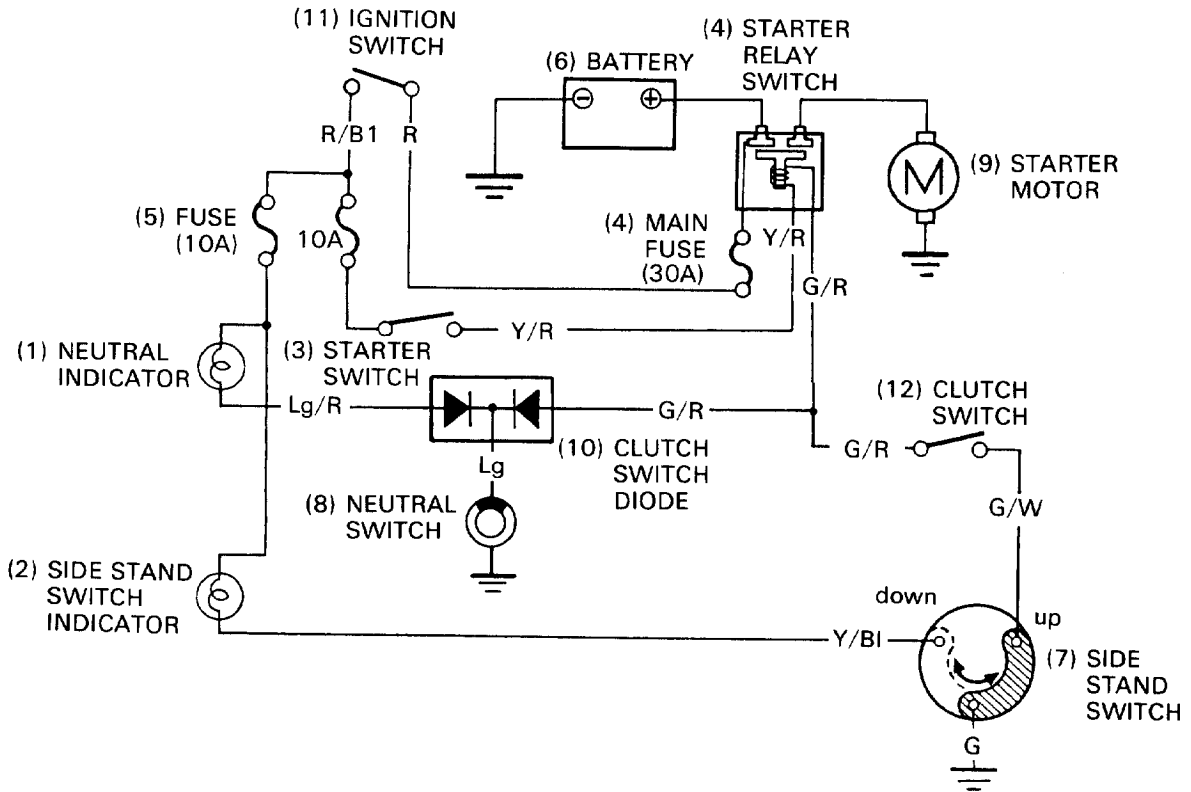 (11) IGNITION
SWITCH
(4) STARTER
RELAY
SWITCH
(6) BATTERY
R/B1
R
(9) STARTER
MOTOR
M
(5) FUSE
(10A)
10A
(4) MAIN
FUSE
(30A)
Y/R
G/R
Y/R
(1) NEUTRAL
INDICATOR
(3) STARTER
SWITCH
Lg/R
G/R
(12) CLUTCH
SWITCH
G/R
(10) CLUTCH
SWITCH
DIODE
Lg
(8) NEUTRAL
SWITCH
G/W
(2) SIDE STAND
SWITCH
INDICATOR
down
up
Y/Bl
(7) SIDE
STAND
SWITCH
G